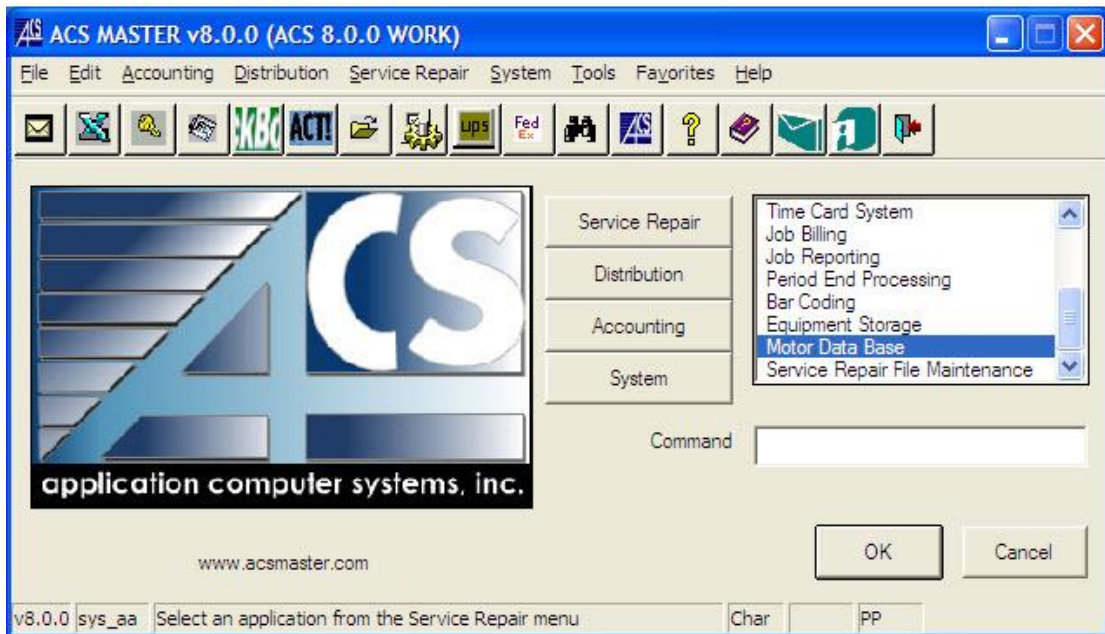 ACS MASTER v8.0.0 (ACS 8.0.0 WORK)
File Edit Accounting Distribution Service Repair System Tools Favorites Help
ACT! ups Fed Ex
ACS
application computer systems, inc.
www.acsmaster.com
Service Repair
Distribution
Accounting
System
Time Card System
Job Billing
Job Reporting
Period End Processing
Bar Coding
Equipment Storage
Motor Data Base
Service Repair File Maintenance
Command
OK Cancel
v8.0.0 sys_aa Select an application from the Service Repair menu Char PP